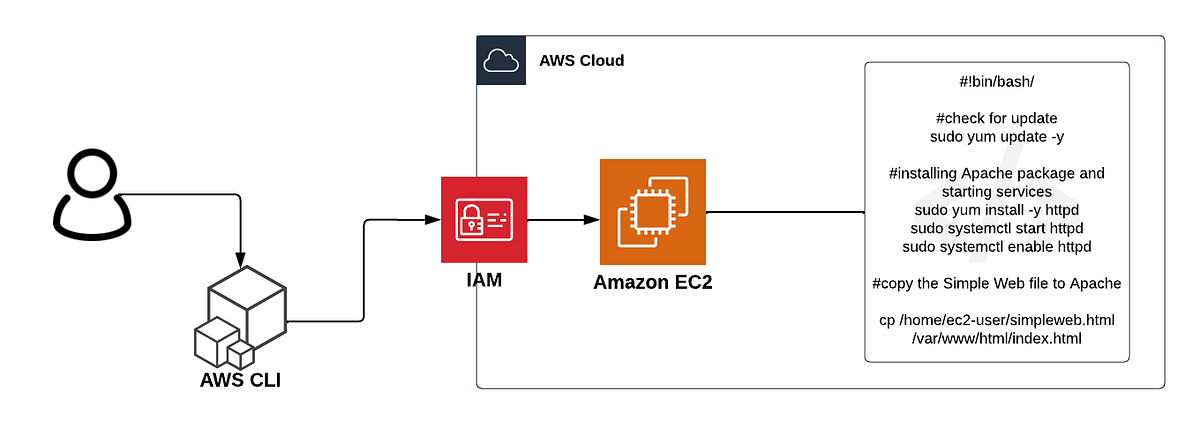 AWS Cloud
#!bin/bash/
#check for update
sudo yum update -y
#installing Apache package and
starting services
sudo yum install -y httpd
sudo systemctl start httpd
sudo systemctl enable httpd
#copy the Simple Web file to Apache
cp /home/ec2-user/simpleweb.html
/var/www/html/index.html
IAM
Amazon EC2
AWS CLI